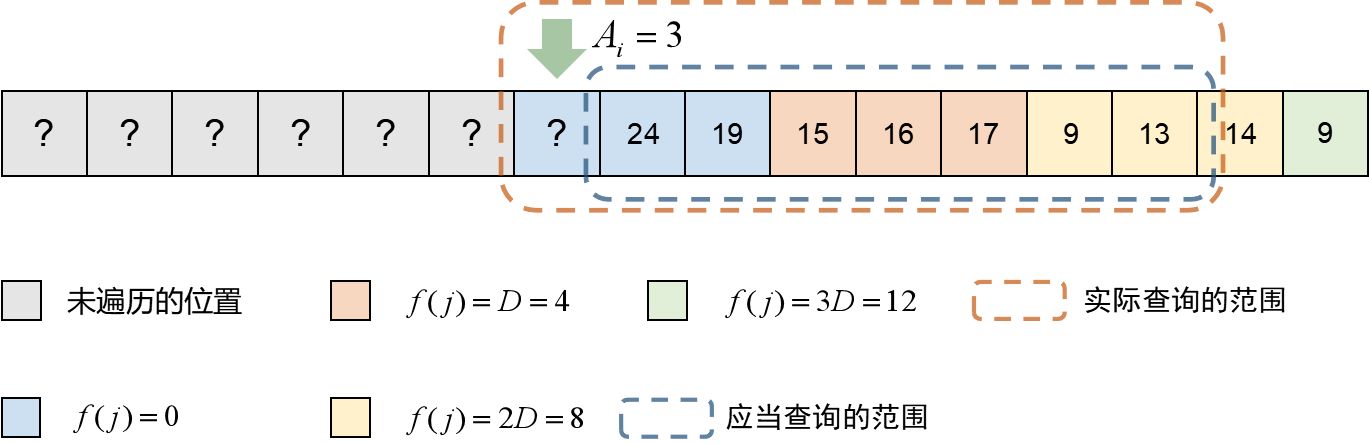 A_i = 3
? ? ? ? ? ? ? 24 19 15 16 17 9 13 14 9
未遍历的位置 f(j)=D=4 f(j)=3D=12 实际查询的范围
f(j)=0 f(j)=2D=8 应当查询的范围